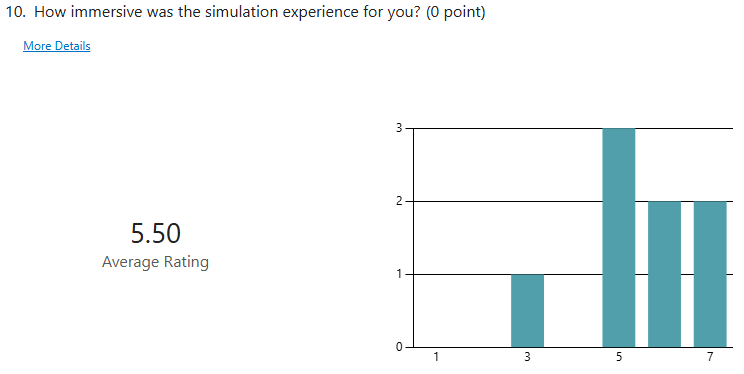 10. How immersive was the simulation experience for you? (0 point)
More Details
5.50
Average Rating
3
2
1
0
1 3 5 7